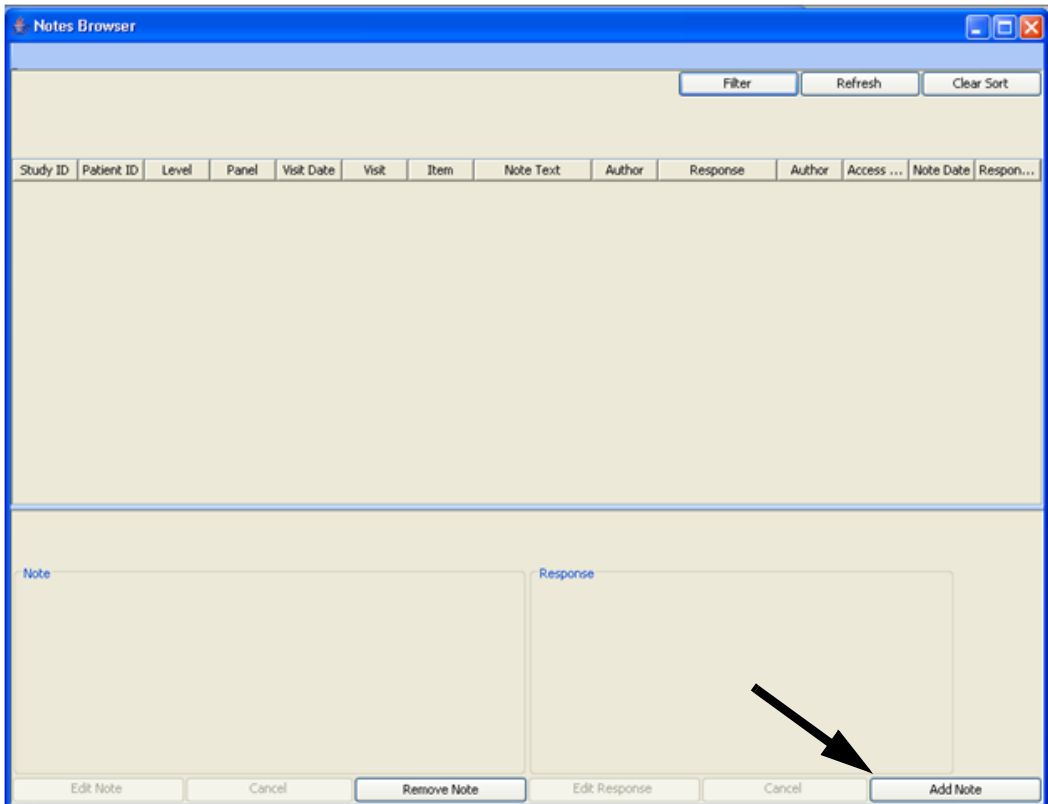 Notes Browser
Filter Refresh Clear Sort
Study ID Patient ID Level Panel Visit Date Visit Item Note Text Author Response Author Access ... Note Date Respon...
Note Response
Edit Note Cancel Remove Note Edit Response Cancel Add Note